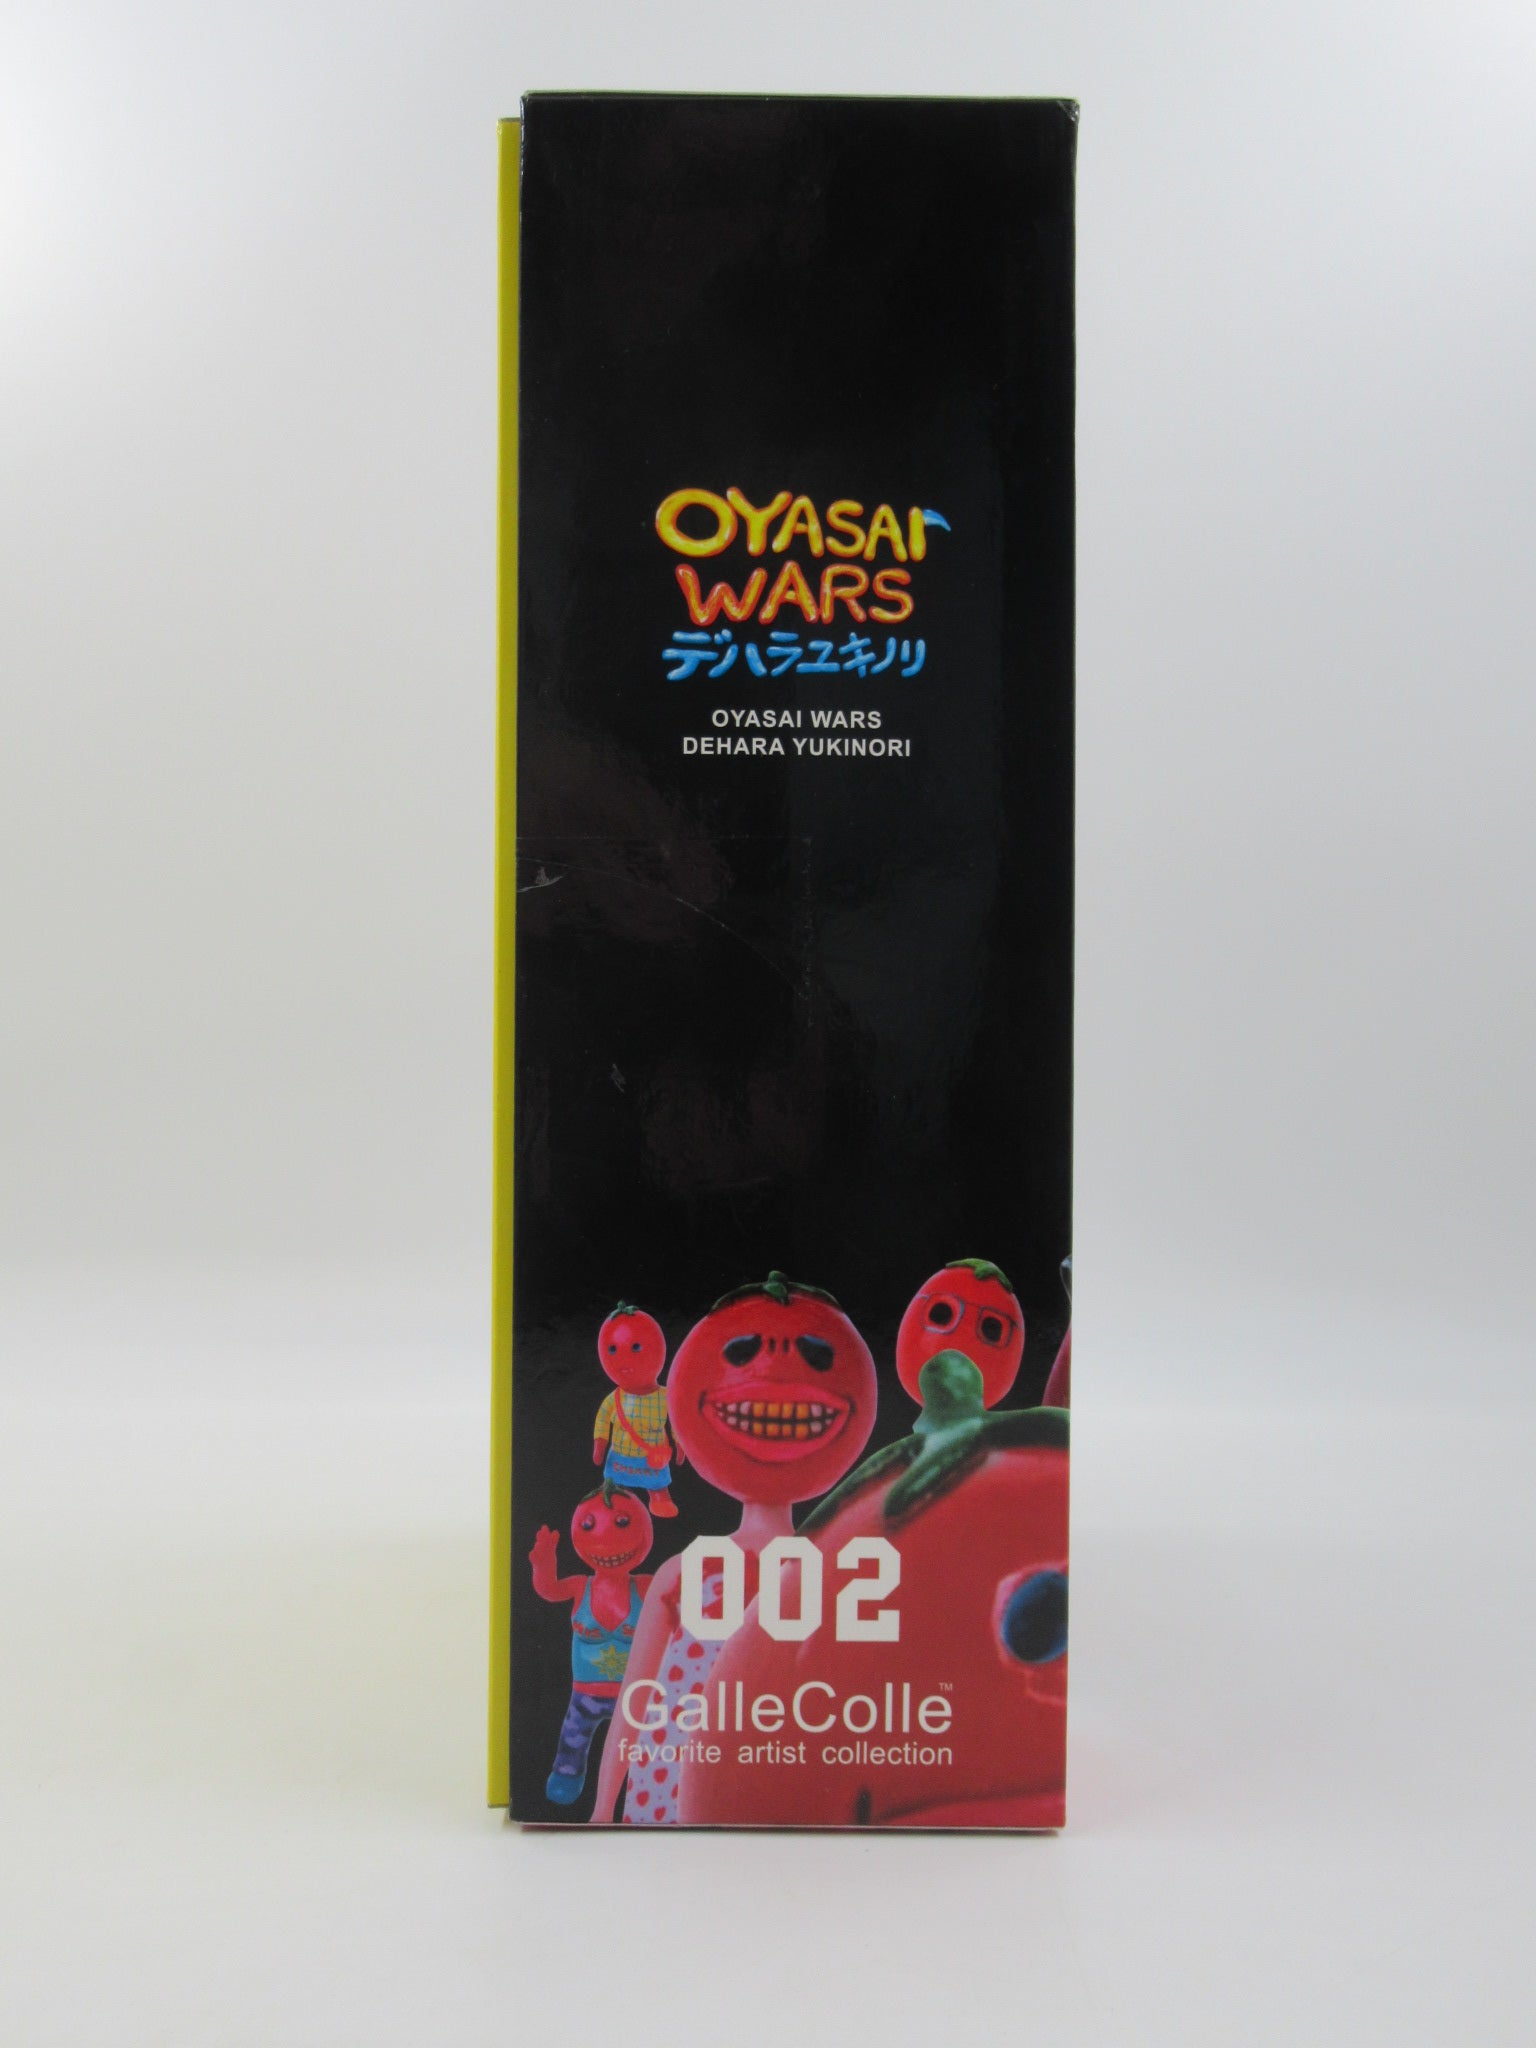 OYASAI
WARS
デハラユキノリ
OYASAI WARS
DEHARA YUKINORI
002
GalleColle™
favorite artist collection